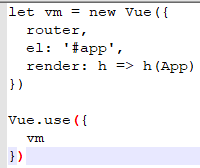 let vm = new Vue({
  router,
  el: '#app',
  render: h => h(App)
})

Vue.use({
  vm
})